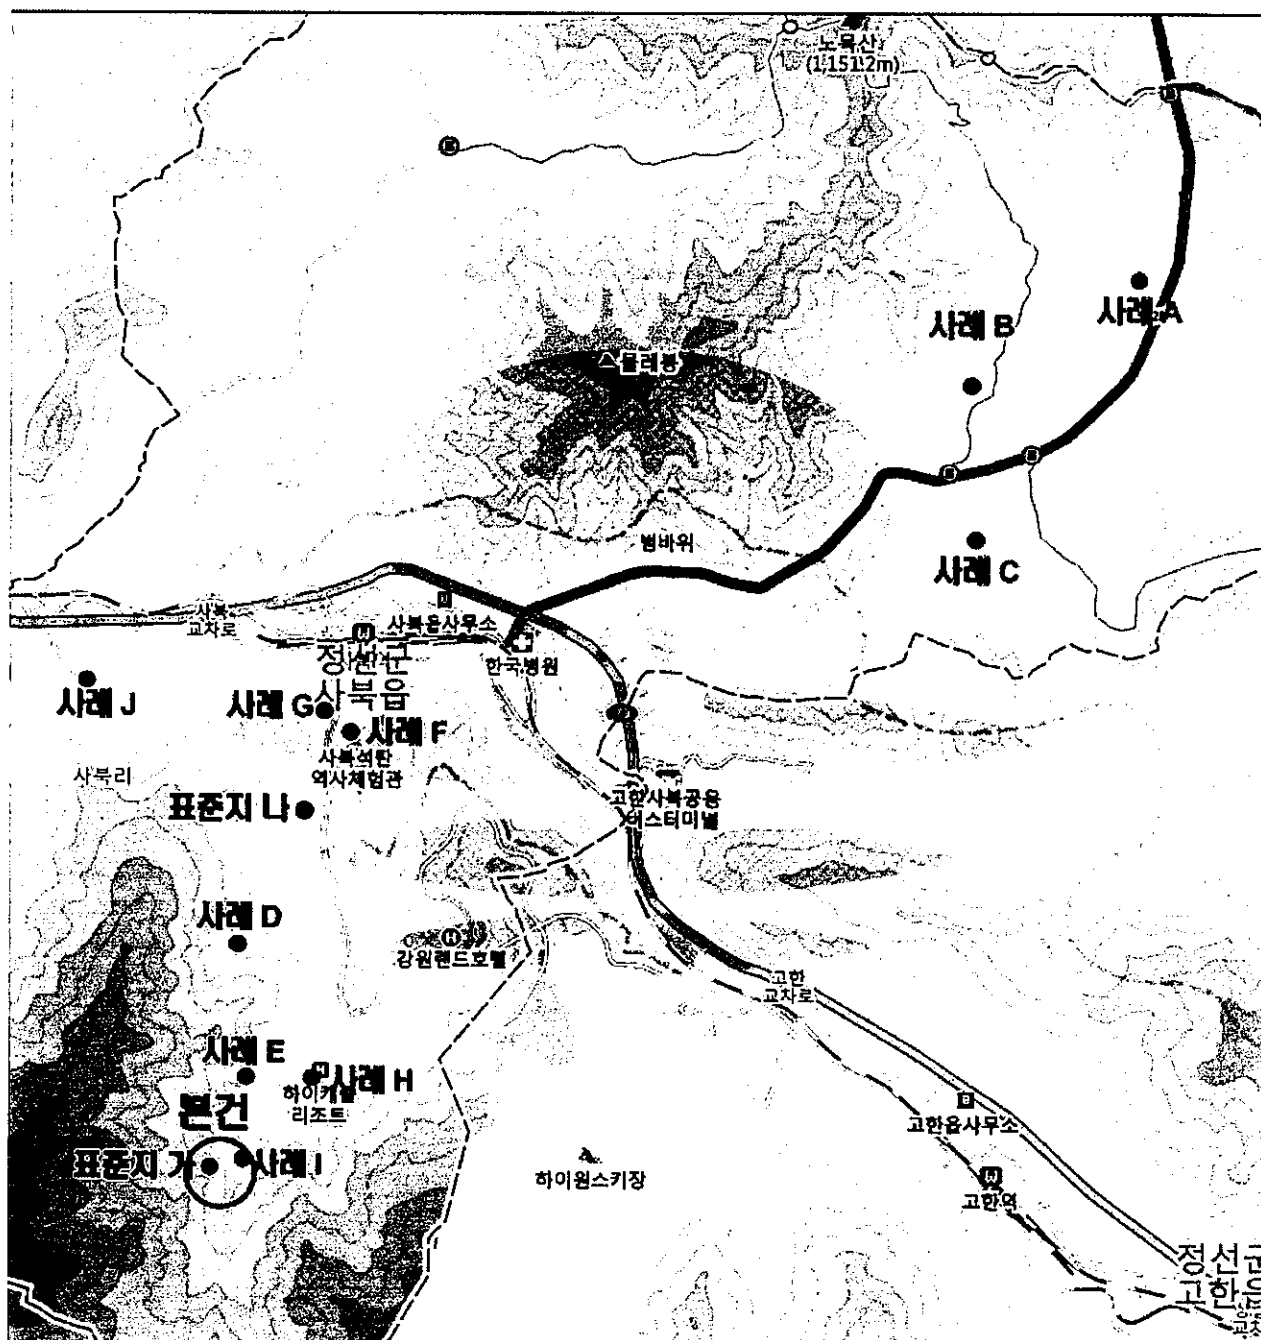 노목산
(1,151.2m)
사례 A
사례 B
스물레봉
범바위
사례 C
사북
교차로
사북읍사무소
한국병원
정선군
사북읍
사례 J
사례 G
사례 F
사북석탄
역사체험관
사북리
표준지 나
고한사북공용
버스터미널
사례 D
강원랜드호텔
고한
교차로
사례 E
사례 H
하이캐슬
리조트
본건
고한읍사무소
표준지 가
사례 I
하이원스키장
고한역
정선군
고한읍